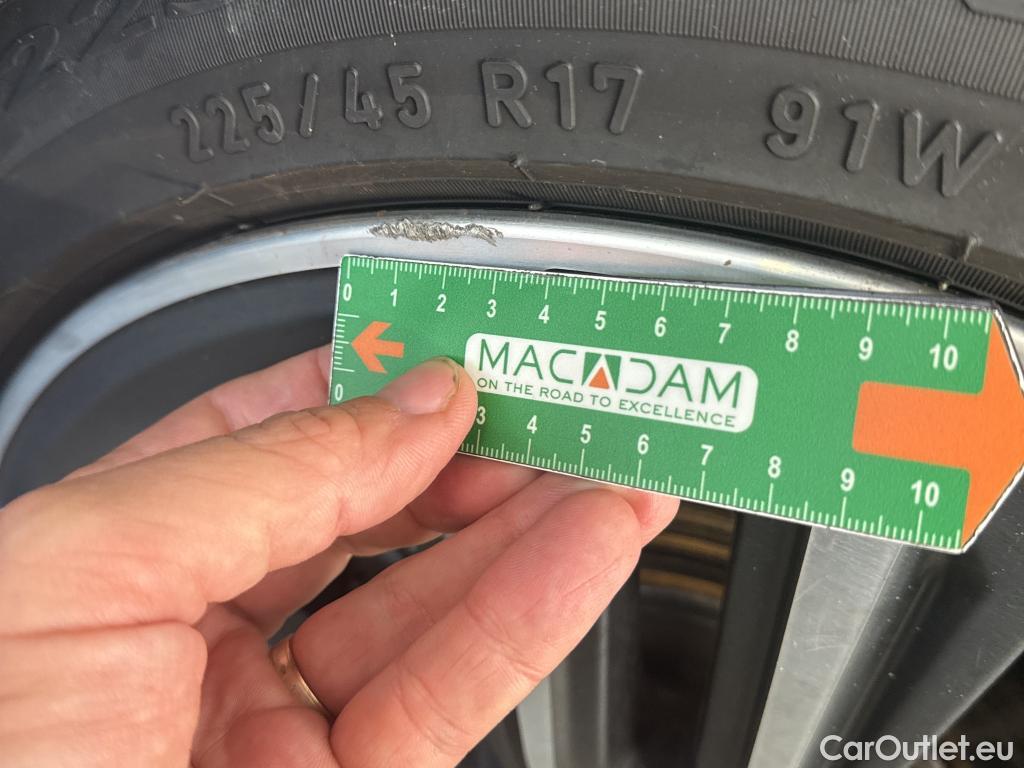 225/45 R17 91W
0 1 2 3 4 5 6 7 8 9 10
MACADAM
ON THE ROAD TO EXCELLENCE
0 3 4 5 6 7 8 9 10
CarOutlet.eu